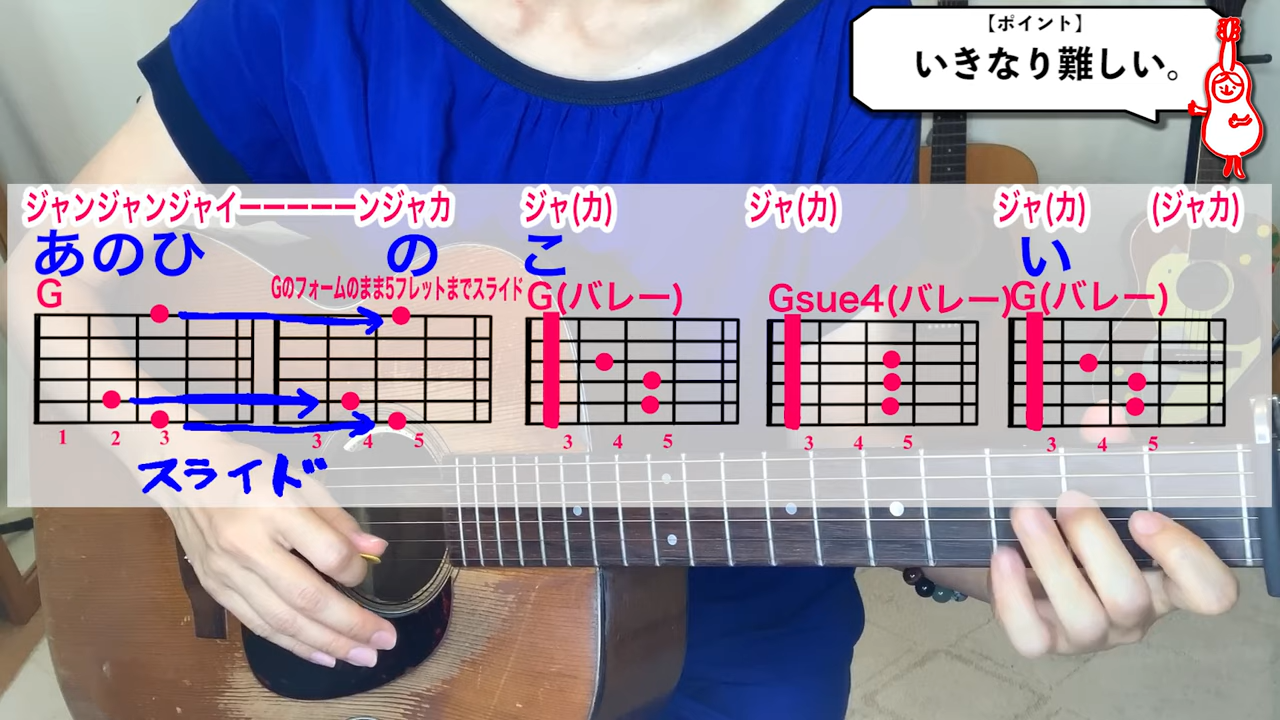 【ポイント】
いきなり難しい。
ジャンジャンジャイーーーーーンジャカ ジャ(カ) ジャ(カ) ジャ(カ) (ジャカ)
あのひ の こ い
G Gのフォームのまま5フレットまでスライド G(バレー) Gsue4(バレー) G(バレー)
1 2 3 3 4 5 3 4 5 3 4 5 3 4 5
スライド